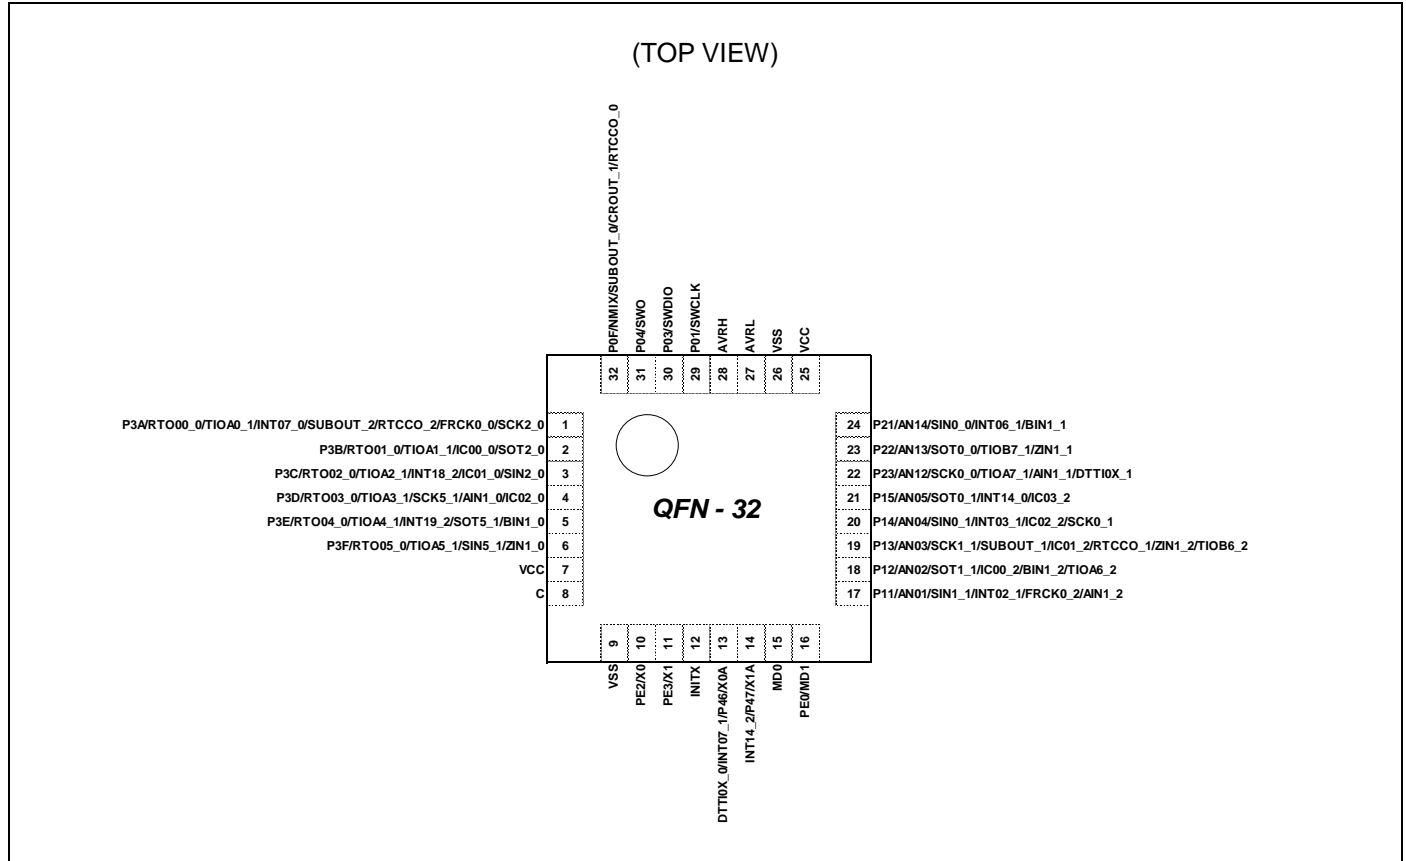 (TOP VIEW)
P0F/NMIX/SUBOUT_0/CROUT_1/RTCCO_0
P04/SWO
P03/SWDIO
P01/SWCLK
AVRH
AVRL
VSS
VCC
32 31 30 29 28 27 26 25
P3A/RTO00_0/TIOA0_1/INT07_0/SUBOUT_2/RTCCO_2/FRCK0_0/SCK2_0 1
P3B/RTO01_0/TIOA1_1/IC00_0/SOT2_0 2
P3C/RTO02_0/TIOA2_1/INT18_2/IC01_0/SIN2_0 3
P3D/RTO03_0/TIOA3_1/SCK5_1/AIN1_0/IC02_0 4
P3E/RTO04_0/TIOA4_1/INT19_2/SOT5_1/BIN1_0 5
P3F/RTO05_0/TIOA5_1/SIN5_1/ZIN1_0 6
VCC 7
C 8
QFN - 32
24 P21/AN14/SIN0_0/INT06_1/BIN1_1
23 P22/AN13/SOT0_0/TIOB7_1/ZIN1_1
22 P23/AN12/SCK0_0/TIOA7_1/AIN1_1/DTTI0X_1
21 P15/AN05/SOT0_1/INT14_0/IC03_2
20 P14/AN04/SIN0_1/INT03_1/IC02_2/SCK0_1
19 P13/AN03/SCK1_1/SUBOUT_1/IC01_2/RTCCO_1/ZIN1_2/TIOB6_2
18 P12/AN02/SOT1_1/IC00_2/BIN1_2/TIOA6_2
17 P11/AN01/SIN1_1/INT02_1/FRCK0_2/AIN1_2
9 10 11 12 13 14 15 16
VSS
PE2/X0
PE3/X1
INITX
DTTI0X_0/INT07_1/P46/X0A
INT14_2/P47/X1A
MD0
PE0/MD1